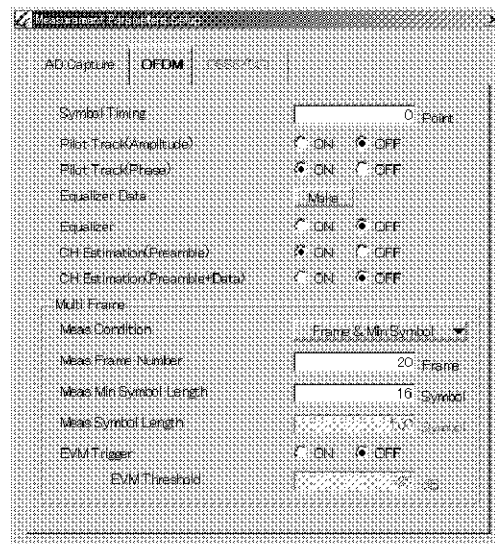 Measurement Parameters Setup
AD Capture OFDM
Symbol Timing 0 Point
Pilot Track(Amplitude) ON OFF
Pilot Track(Phase) ON OFF
Equalizer Data Make
Equalizer ON OFF
CH Estimation(Preamble) ON OFF
CH Estimation(Preamble+Data) ON OFF
Multi Frame
Meas Condition Frame & Min Symbol
Meas Frame Number 20 Frame
Meas Min Symbol Length 16 Symbol
Meas Symbol Length Symbol
EVM Trigger ON OFF
EVM Threshold dB